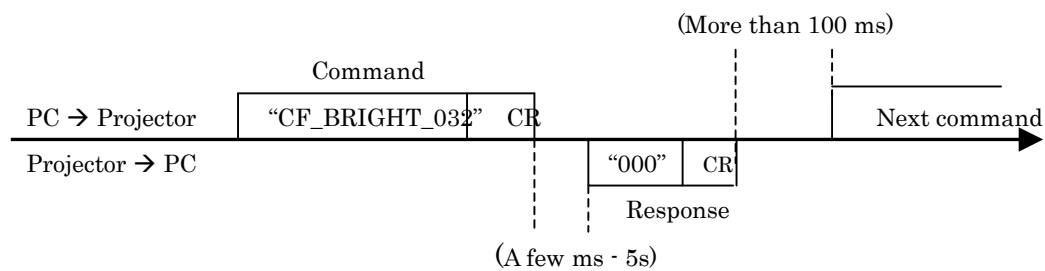 (More than 100 ms)
Command
PC → Projector “CF_BRIGHT_032” CR Next command
Projector → PC “000” CR
Response
(A few ms - 5s)